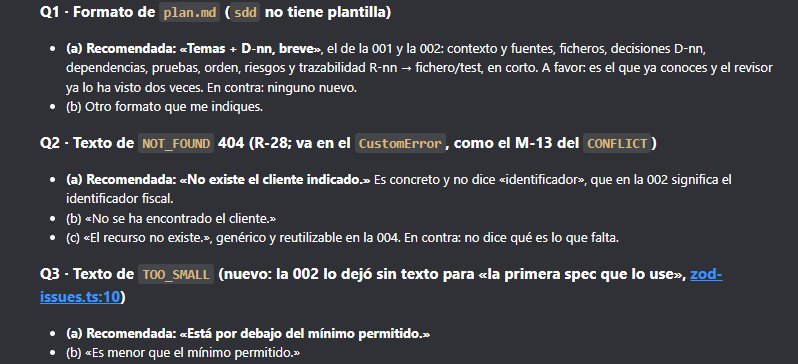 Q1 · Formato de plan.md (sdd no tiene plantilla)
• (a) Recomendada: «Temas + D-nn, breve», el de la 001 y la 002: contexto y fuentes, ficheros, decisiones D-nn,
dependencias, pruebas, orden, riesgos y trazabilidad R-nn → fichero/test, en corto. A favor: es el que ya conoces y el revisor
ya lo ha visto dos veces. En contra: ninguno nuevo.
• (b) Otro formato que me indiques.
Q2 · Texto de NOT_FOUND 404 (R-28; va en el CustomError, como el M-13 del CONFLICT)
• (a) Recomendada: «No existe el cliente indicado.» Es concreto y no dice «identificador», que en la 002 significa el
identificador fiscal.
• (b) «No se ha encontrado el cliente.»
• (c) «El recurso no existe.», genérico y reutilizable en la 004. En contra: no dice qué es lo que falta.
Q3 · Texto de TOO_SMALL (nuevo: la 002 lo dejó sin texto para «la primera spec que lo use», zod-
issues.ts:10)
• (a) Recomendada: «Está por debajo del mínimo permitido.»
• (b) «Es menor que el mínimo permitido.»